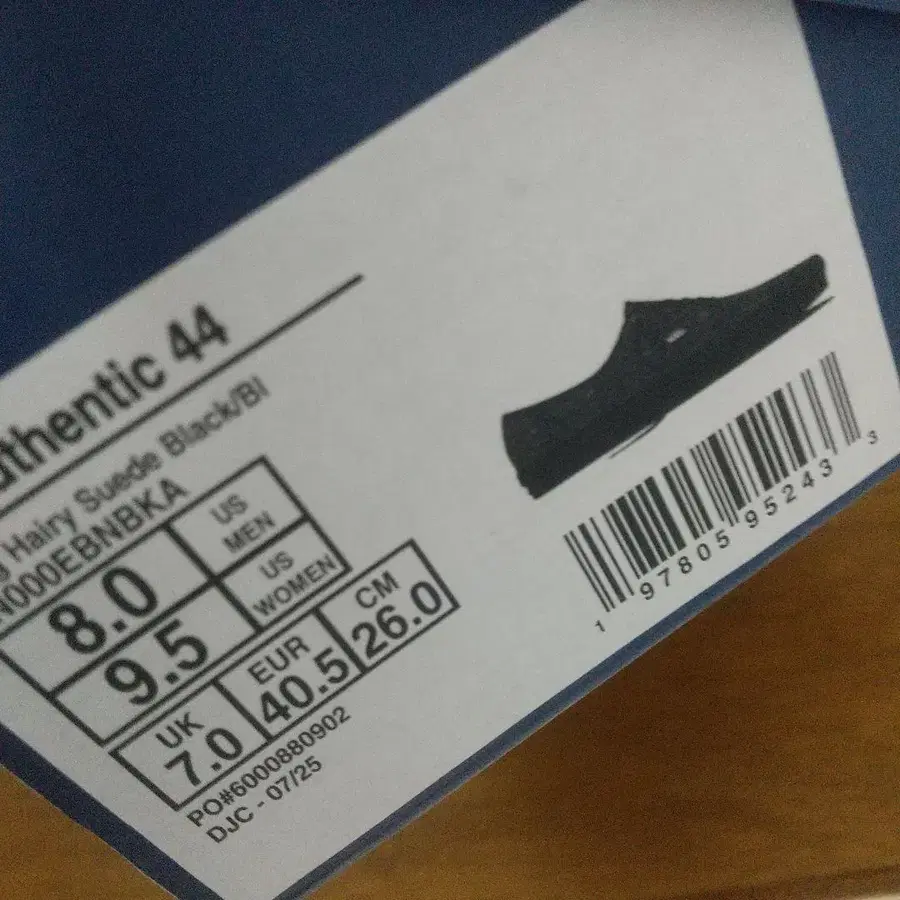 uthentic 44
Hairy Suede Black/Bl
000EBNBKA
8.0 US MEN
9.5 US WOMEN
UK EUR CM
7.0 40.5 26.0
PO#6000880902
DJC - 07/25
1 97805 95243 3